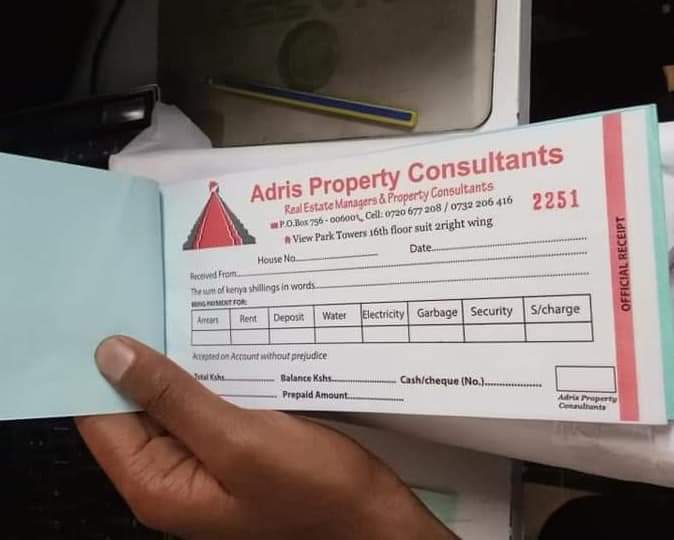 Adris Property Consultants
Real Estate Managers & Property Consultants
P.O.Box 756 - 00600, Cell: 0720 677 208 / 0732 206 416
2251
View Park Towers 16th floor suit 2right wing
House No. Date
Received From
The sum of kenya shillings in words
BEING PAYMENT FOR:
Arrears Rent Deposit Water Electricity Garbage Security S/charge
Accepted on Account without prejudice
Total Kshs. Balance Kshs. Cash/cheque (No.)
Prepaid Amount
Adris Property
Consultants
OFFICIAL RECEIPT